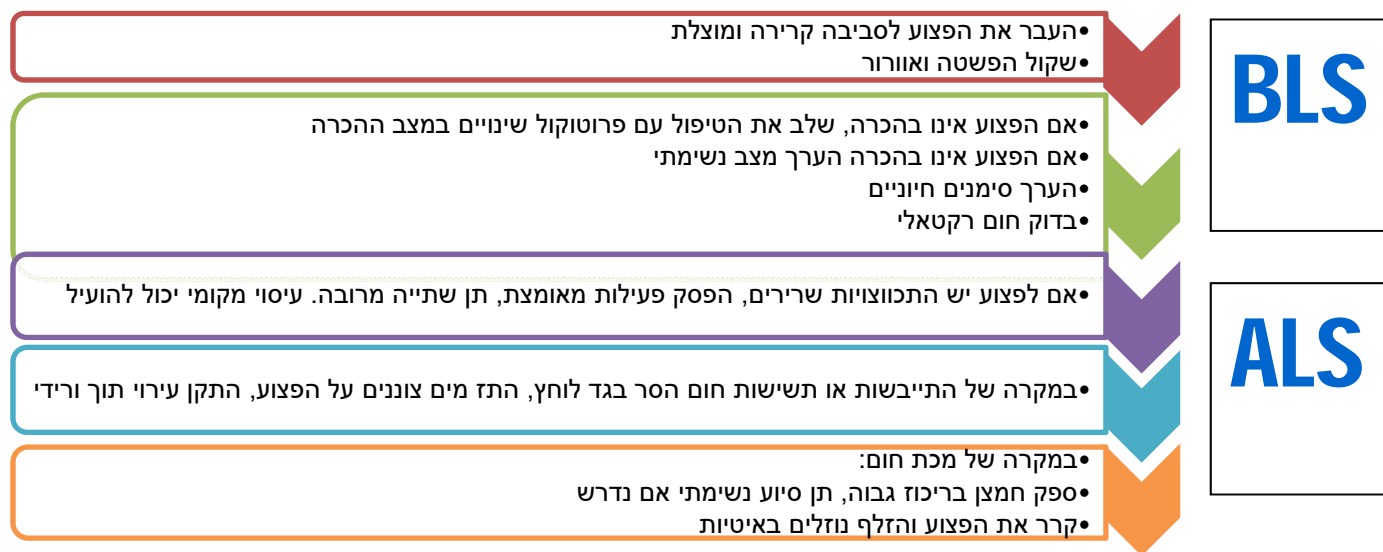 •העבר את הפצוע לסביבה קרירה ומוצלת
•שקול הפשטה ואוורור
•אם הפצוע אינו בהכרה, שלב את הטיפול עם פרוטוקול שינויים במצב ההכרה
•אם הפצוע אינו בהכרה הערך מצב נשימתי
•הערך סימנים חיוניים
•בדוק חום רקטאלי
•אם לפצוע יש התכווצויות שרירים, הפסק פעילות מאומצת, תן שתייה מרובה. עיסוי מקומי יכול להועיל
•במקרה של התייבשות או תשישות חום הסר בגד לוחץ, התז מים צוננים על הפצוע, התקן עירוי תוך ורידי
•במקרה של מכת חום:
•ספק חמצן בריכוז גבוה, תן סיוע נשימתי אם נדרש
•קרר את הפצוע והזלף נוזלים באיטיות
BLS
ALS